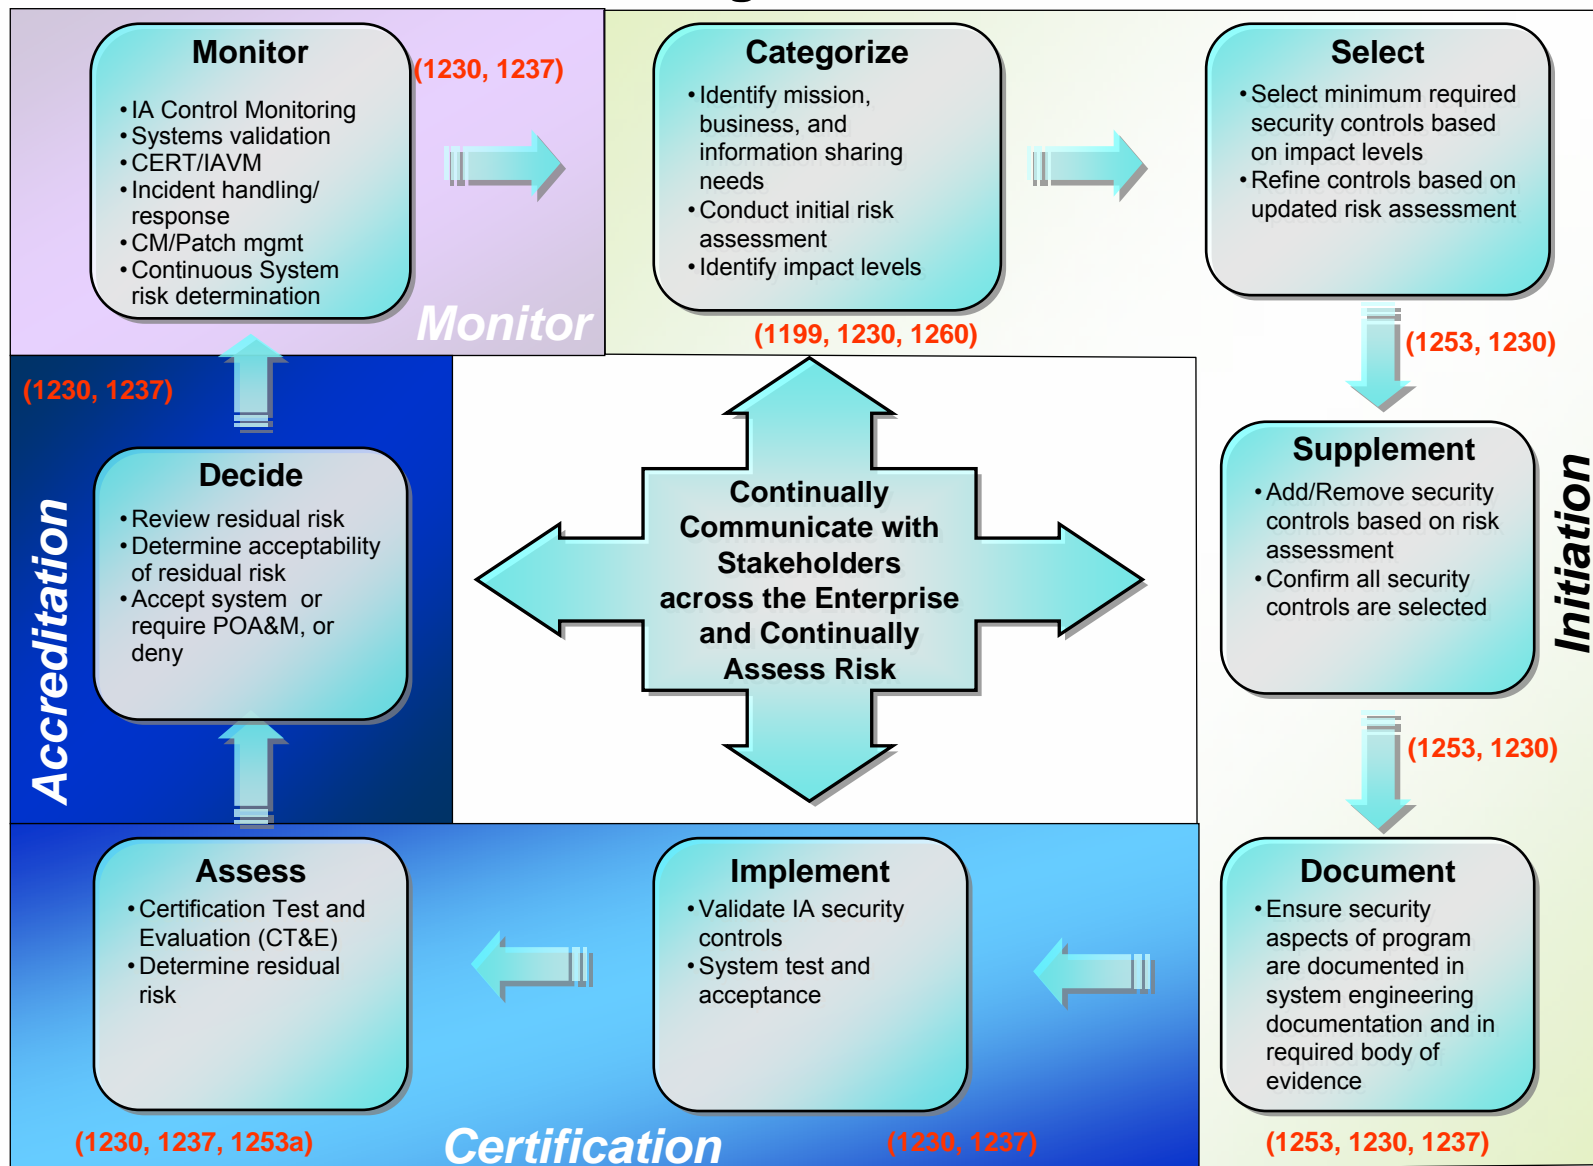 Monitor
• IA Control Monitoring
• Systems validation
• CERT/IAVM
• Incident handling/
response
• CM/Patch mgmt
• Continuous System
risk determination
(1230, 1237)
Monitor
Categorize
• Identify mission,
business, and
information sharing
needs
• Conduct initial risk
assessment
• Identify impact levels
(1199, 1230, 1260)
Select
• Select minimum required
security controls based
on impact levels
• Refine controls based on
updated risk assessment
(1253, 1230)
Supplement
• Add/Remove security
controls based on risk
assessment
• Confirm all security
controls are selected
Initiation
(1253, 1230)
Document
• Ensure security
aspects of program
are documented in
system engineering
documentation and in
required body of
evidence
(1253, 1230, 1237)
Implement
• Validate IA security
controls
• System test and
acceptance
(1230, 1237)
Certification
Assess
• Certification Test and
Evaluation (CT&E)
• Determine residual
risk
(1230, 1237, 1253a)
Accreditation
Decide
• Review residual risk
• Determine acceptability
of residual risk
• Accept system or
require POA&M, or
deny
(1230, 1237)
Continually
Communicate with
Stakeholders
across the Enterprise
and Continually
Assess Risk